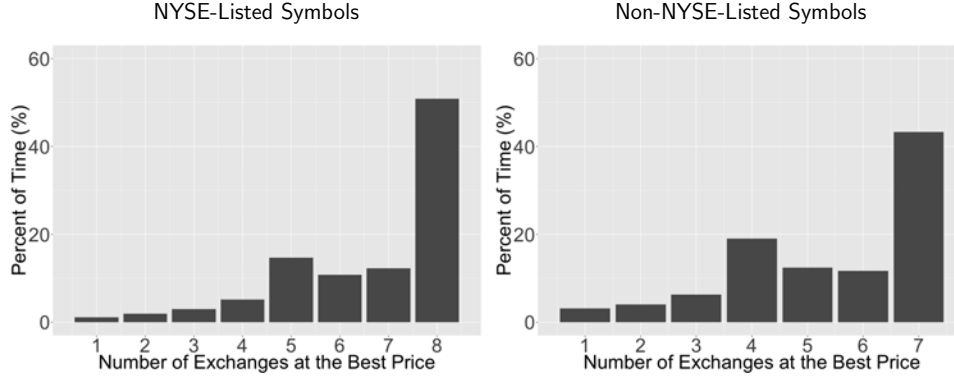 NYSE-Listed Symbols
Percent of Time (%)
60
40
20
0
1 2 3 4 5 6 7 8
Number of Exchanges at the Best Price
Non-NYSE-Listed Symbols
Percent of Time (%)
60
40
20
0
1 2 3 4 5 6 7
Number of Exchanges at the Best Price